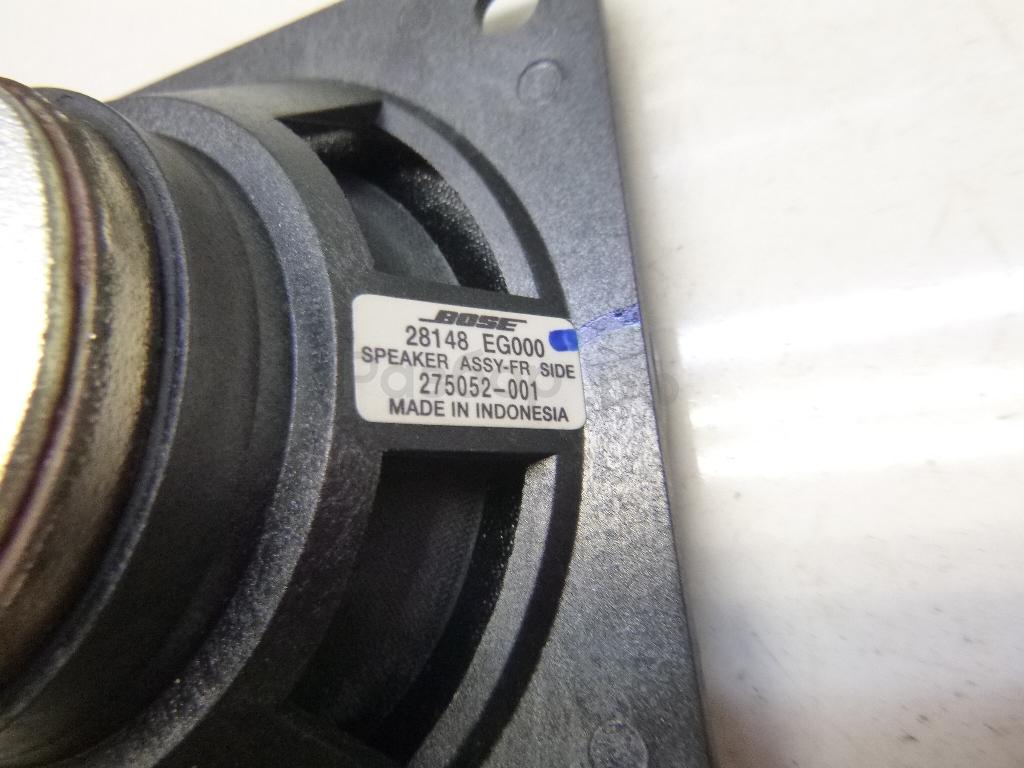 BOSE
28148 EG000
SPEAKER ASSY-FR SIDE
275052-001
MADE IN INDONESIA